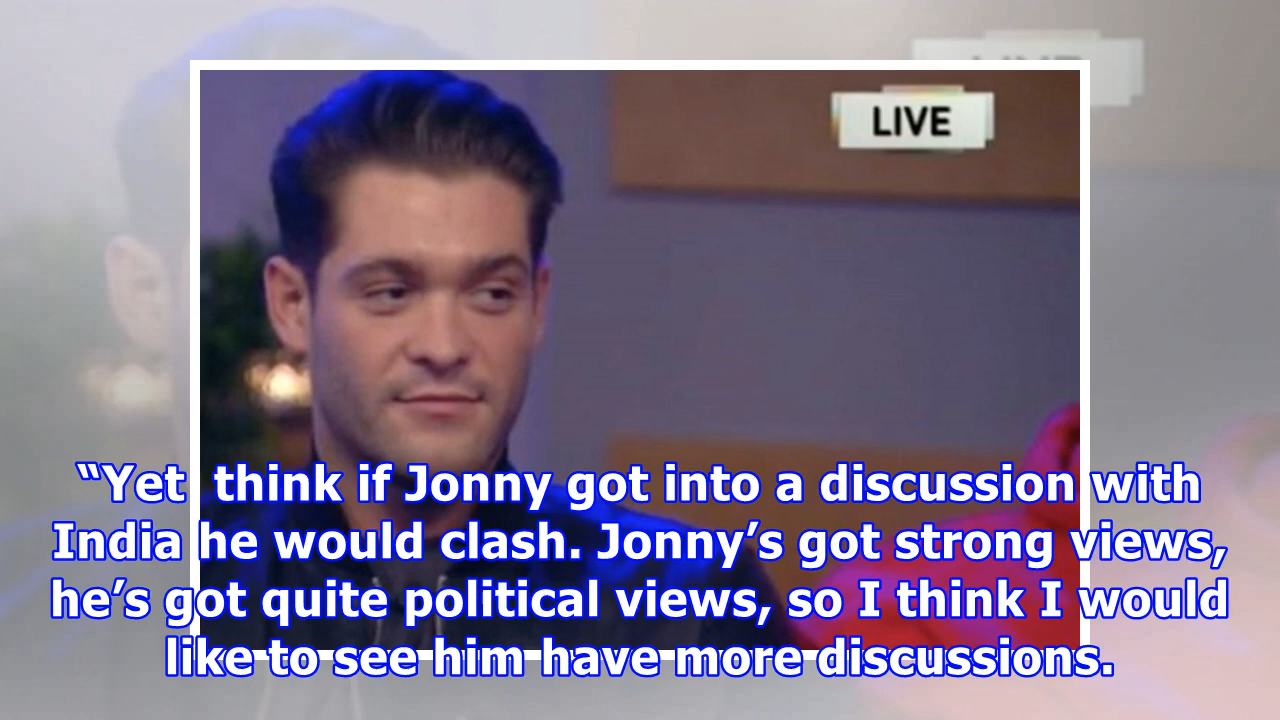 LIVE
“Yet think if Jonny got into a discussion with
India he would clash. Jonny’s got strong views,
he’s got quite political views, so I think I would
like to see him have more discussions.